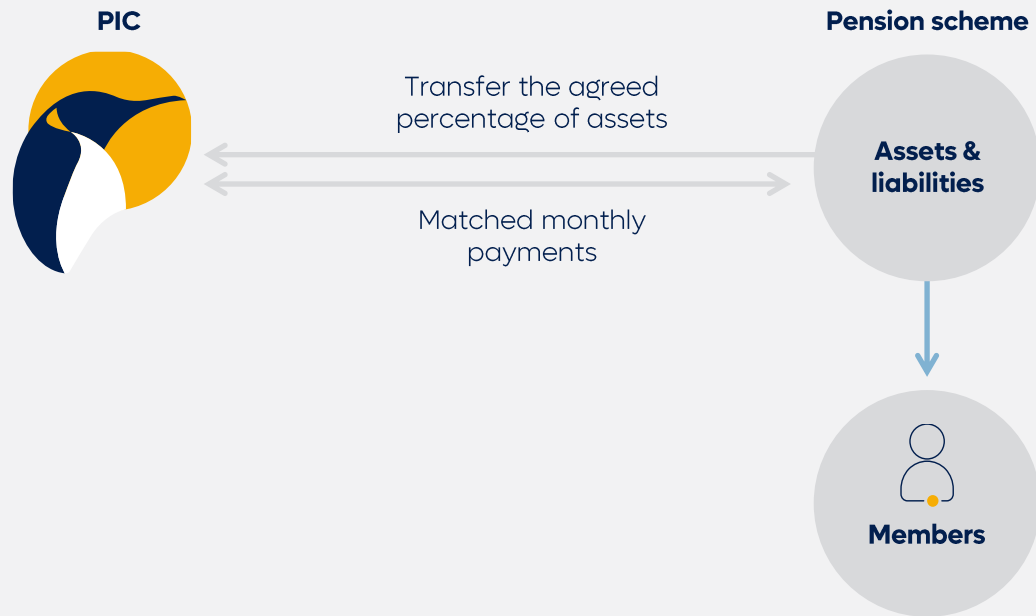 PIC
Pension scheme
Transfer the agreed
percentage of assets
Assets &
liabilities
Matched monthly
payments
Members